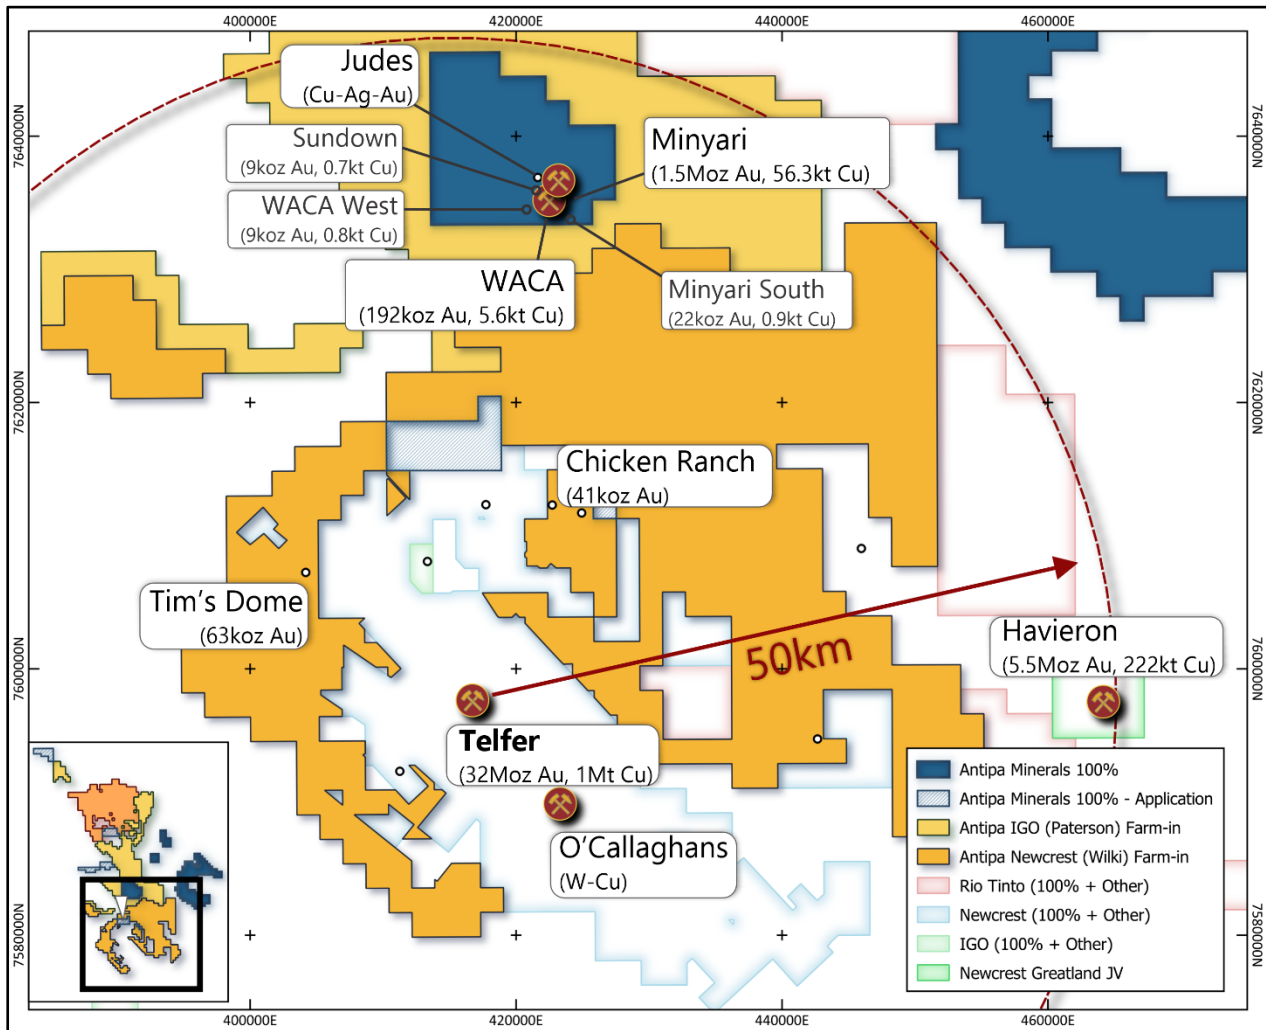 400000E
420000E
440000E
460000E
7640000N
7640000N
Judes
(Cu-Ag-Au)
Sundown
(9koz Au, 0.7kt Cu)
Minyari
(1.5Moz Au, 56.3kt Cu)
WACA West
(9koz Au, 0.8kt Cu)
WACA
(192koz Au, 5.6kt Cu)
Minyari South
(22koz Au, 0.9kt Cu)
7620000N
7620000N
Chicken Ranch
(41koz Au)
Tim's Dome
(63koz Au)
50km
Havieron
(5.5Moz Au, 222kt Cu)
7600000N
7600000N
Telfer
(32Moz Au, 1Mt Cu)
O'Callaghans
(W-Cu)
Antipa Minerals 100%
Antipa Minerals 100% - Application
Antipa IGO (Paterson) Farm-in
Antipa Newcrest (Wilki) Farm-in
Rio Tinto (100% + Other)
Newcrest (100% + Other)
IGO (100% + Other)
Newcrest Greatland JV
7580000N
7580000N
400000E
420000E
440000E
460000E